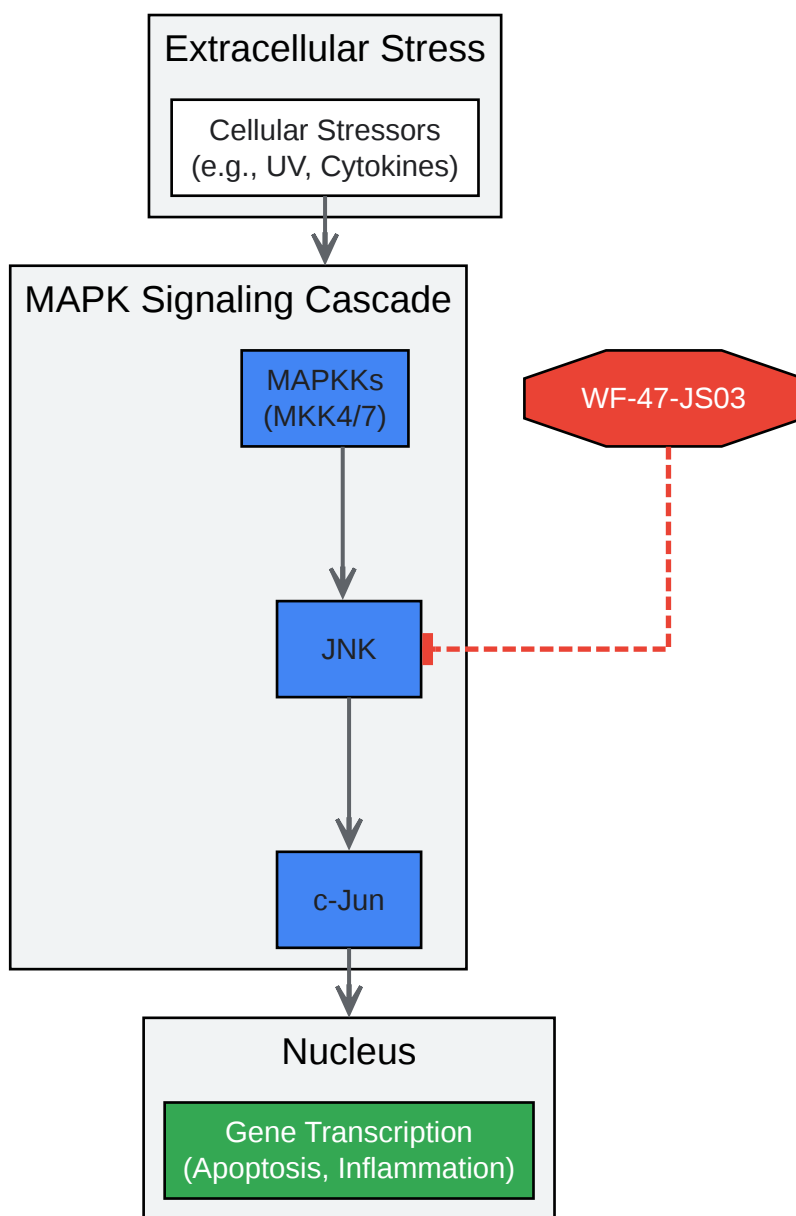 Extracellular Stress
Cellular Stressors
(e.g., UV, Cytokines)
MAPK Signaling Cascade
MAPKKs
(MKK4/7)
WF-47-JS03
JNK
c-Jun
Nucleus
Gene Transcription
(Apoptosis, Inflammation)